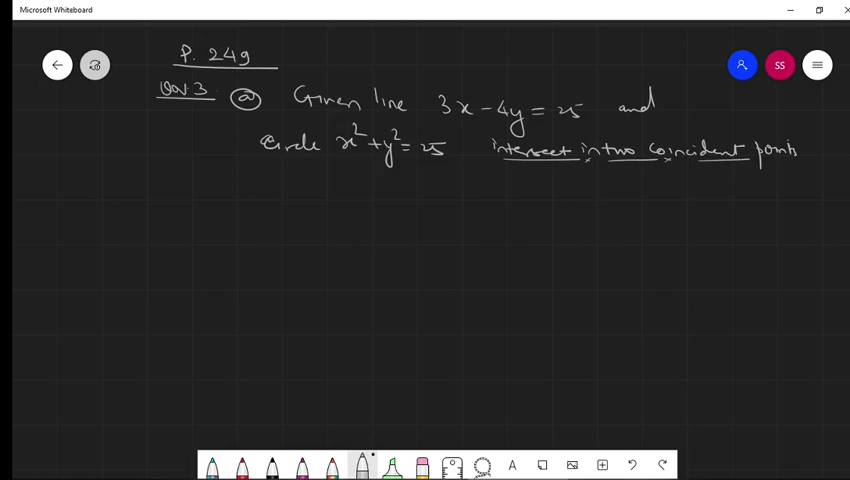 Microsoft Whiteboard
P. 249
Qn. 3. (a) Given line 3x - 4y = 25 and
circle x² + y² = 25 intersect in two coincident points
SS
A